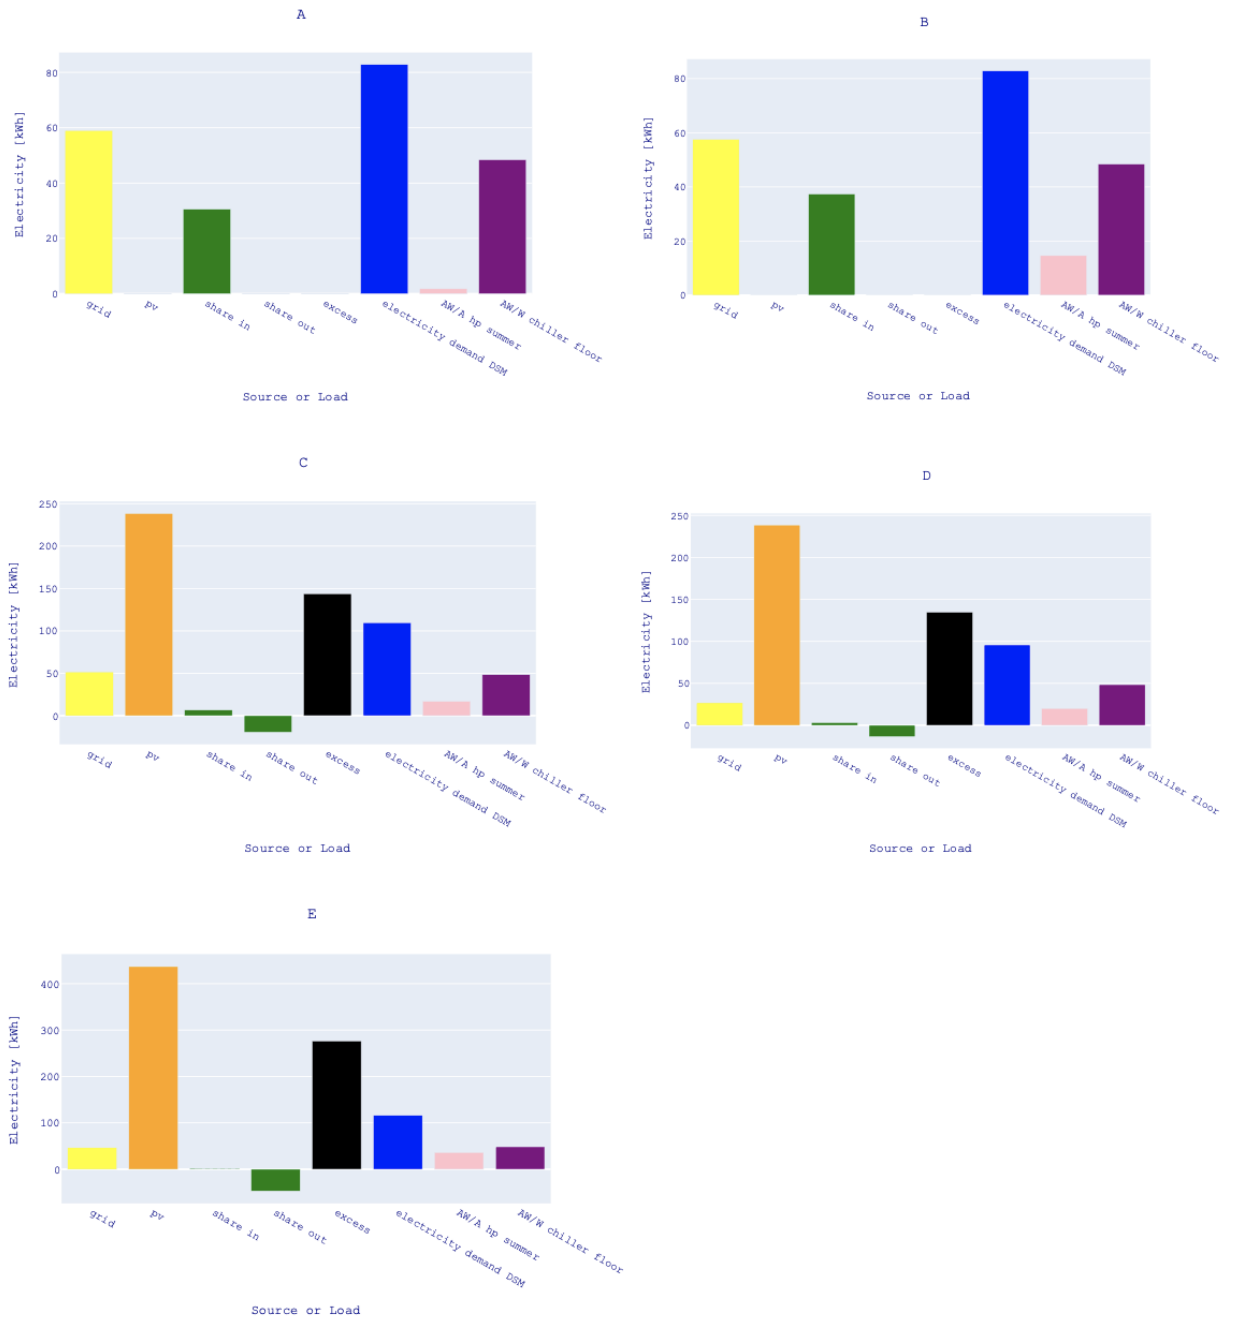 A
Electricity [kWh]
80
60
40
20
0
grid
pv
share in
share out
excess
electricity demand DSM
AW/A hp summer
AW/W chiller floor
Source or Load
B
Electricity [kWh]
80
60
40
20
0
grid
pv
share in
share out
excess
electricity demand DSM
AW/A hp summer
AW/W chiller floor
Source or Load
C
Electricity [kWh]
250
200
150
100
50
0
grid
pv
share in
share out
excess
electricity demand DSM
AW/A hp summer
AW/W chiller floor
Source or Load
D
Electricity [kWh]
250
200
150
100
50
0
grid
pv
share in
share out
excess
electricity demand DSM
AW/A hp summer
AW/W chiller floor
Source or Load
E
Electricity [kWh]
400
300
200
100
0
grid
pv
share in
share out
excess
electricity demand DSM
AW/A hp summer
AW/W chiller floor
Source or Load